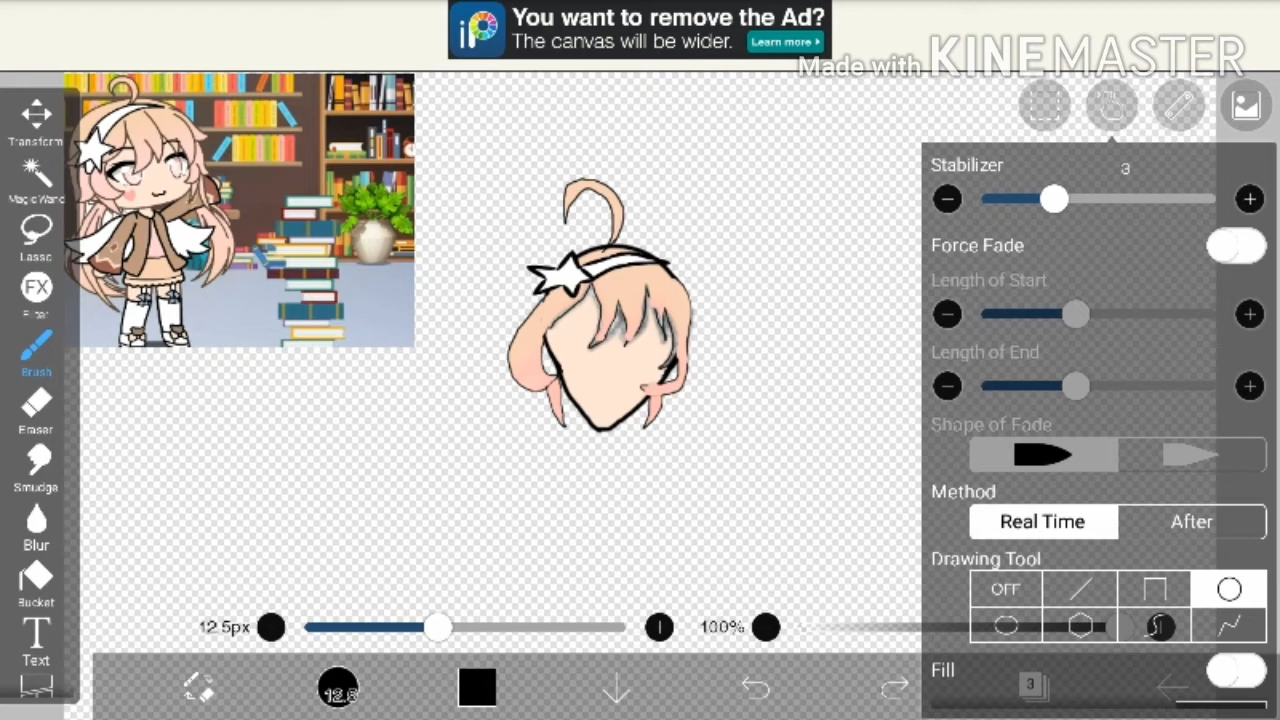 iP
You want to remove the Ad?
The canvas will be wider.
Learn more
Made with KINEMASTER
Transform
Magic Wand
Lasso
FX
Filter
Brush
Eraser
Smudge
Blur
Bucket
T
Text
Stabilizer
3
Force Fade
Length of Start
Length of End
Shape of Fade
Method
Real Time
After
Drawing Tool
OFF
Fill
12.5px
100%
3